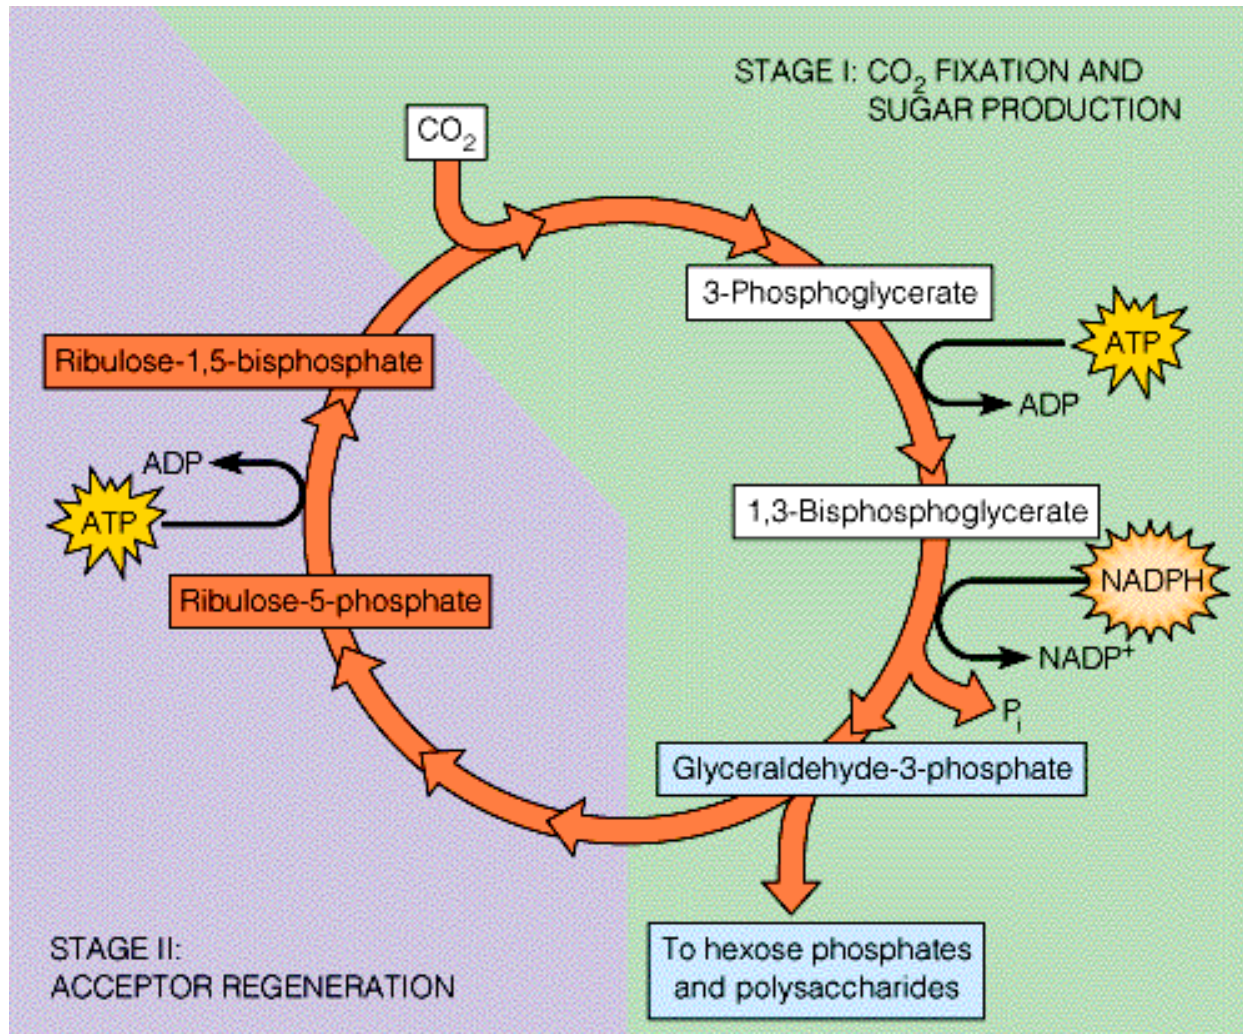 STAGE I: CO₂ FIXATION AND
SUGAR PRODUCTION
CO₂
3-Phosphoglycerate
ATP
ADP
Ribulose-1,5-bisphosphate
ADP
ATP
1,3-Bisphosphoglycerate
NADPH
Ribulose-5-phosphate
NADP⁺
Pᵢ
Glyceraldehyde-3-phosphate
To hexose phosphates
and polysaccharides
STAGE II:
ACCEPTOR REGENERATION